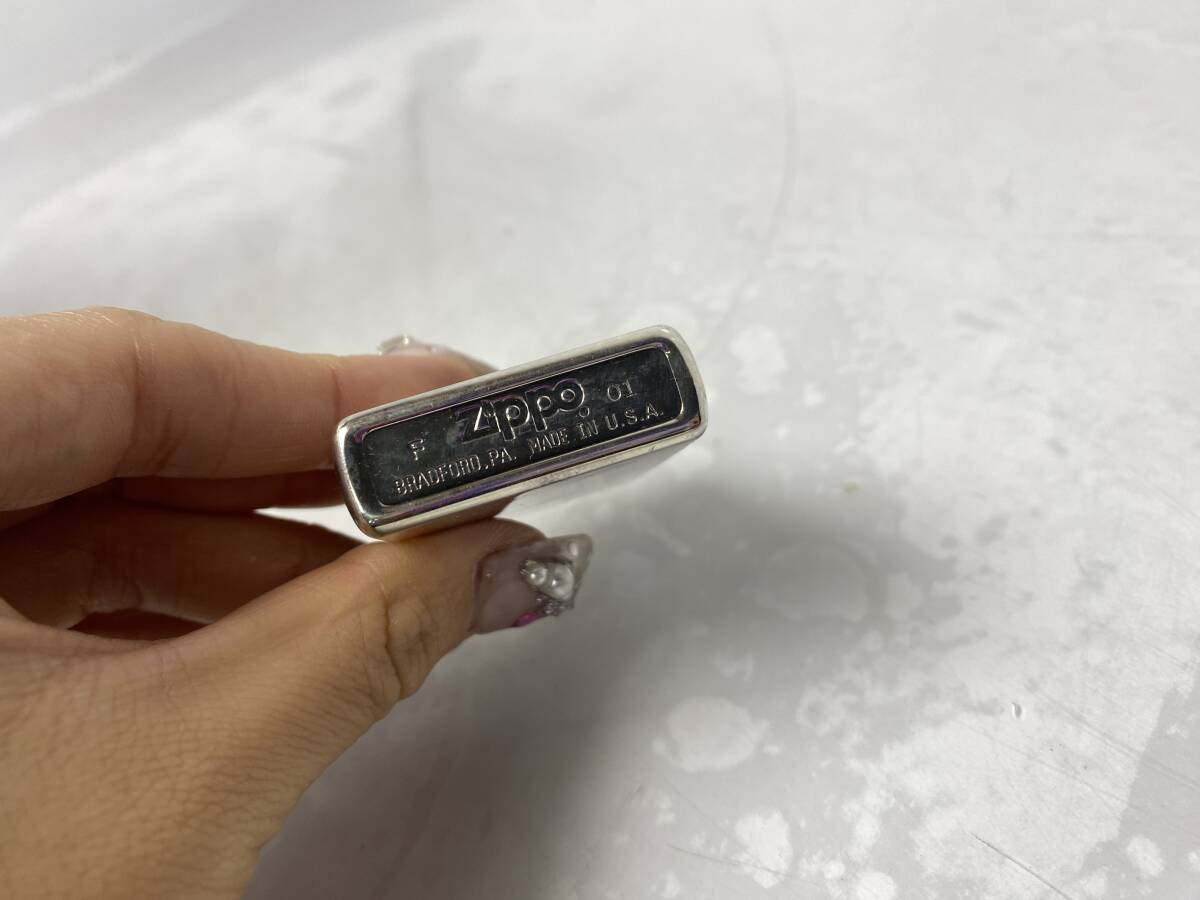 F Zippo 01
BRADFORD, PA. MADE IN U.S.A.